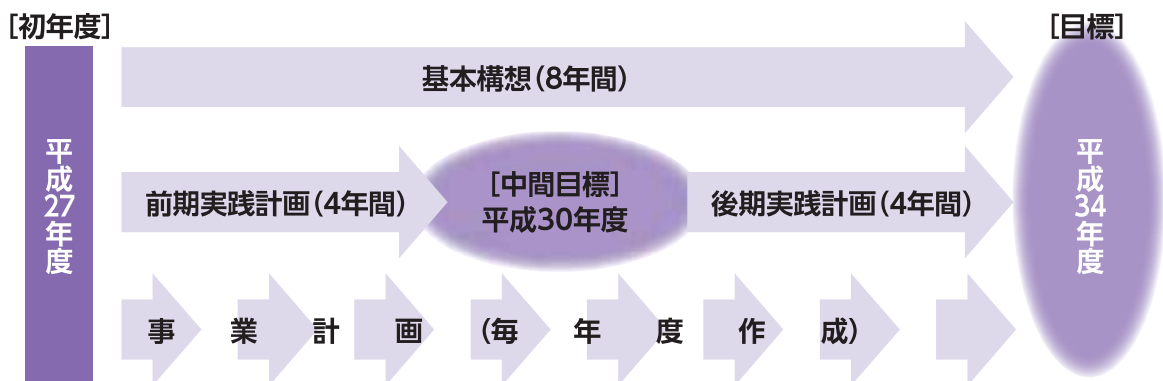 [初年度]
平成27年度
基本構想(8年間)
前期実践計画(4年間)
[中間目標]
平成30年度
後期実践計画(4年間)
事業計画(毎年度作成)
[目標]
平成34年度